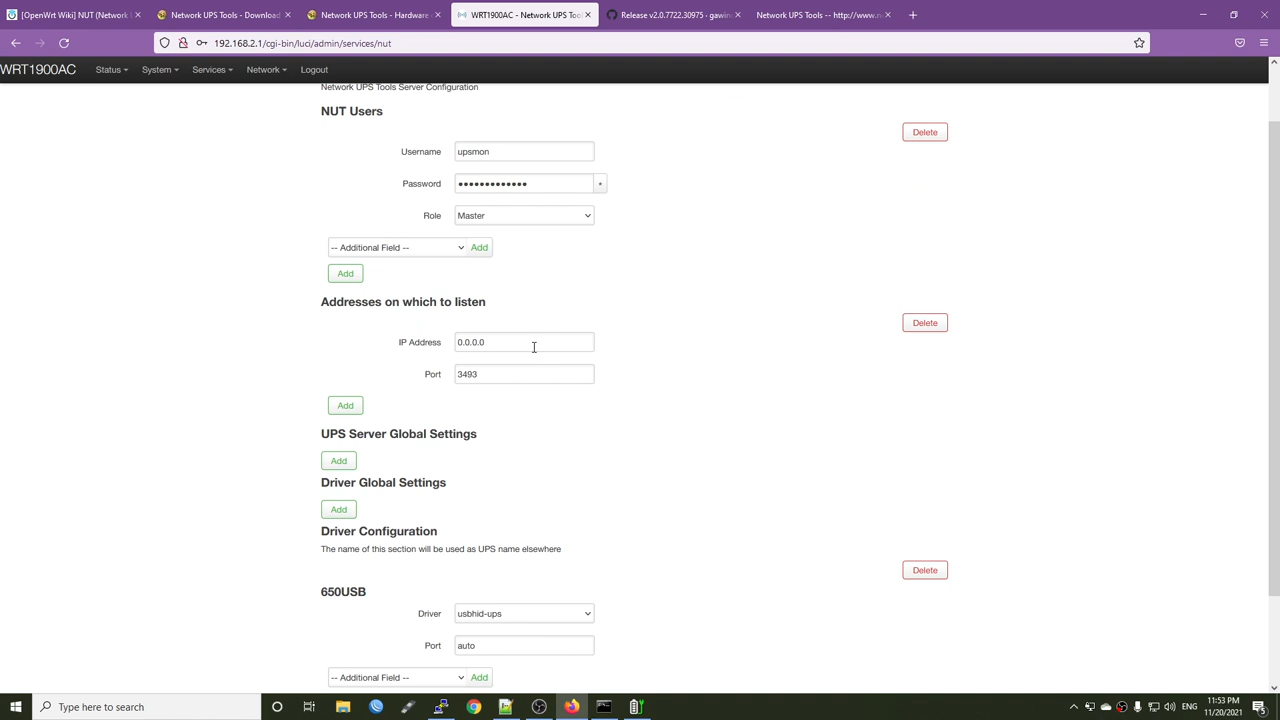 [OpenWrt Wiki] NUT (Network
Network UPS Tools - Download
Network UPS Tools - Hardware
WRT1900AC - Network UPS Too
Release v2.0.7722.30975 · gawin
Network UPS Tools -- http://www.n
192.168.2.1/cgi-bin/luci/admin/services/nut
WRT1900AC Status System Services Network Logout
Network UPS Tools Server Configuration
NUT Users
Delete
Username upsmon
Password ••••••••••••• *
Role Master
-- Additional Field -- Add
Add
Addresses on which to listen
Delete
IP Address 0.0.0.0
Port 3493
Add
UPS Server Global Settings
Add
Driver Global Settings
Add
Driver Configuration
The name of this section will be used as UPS name elsewhere
Delete
650USB
Driver usbhid-ups
Port auto
-- Additional Field -- Add
Type here to search
11:53 PM
11/20/2021